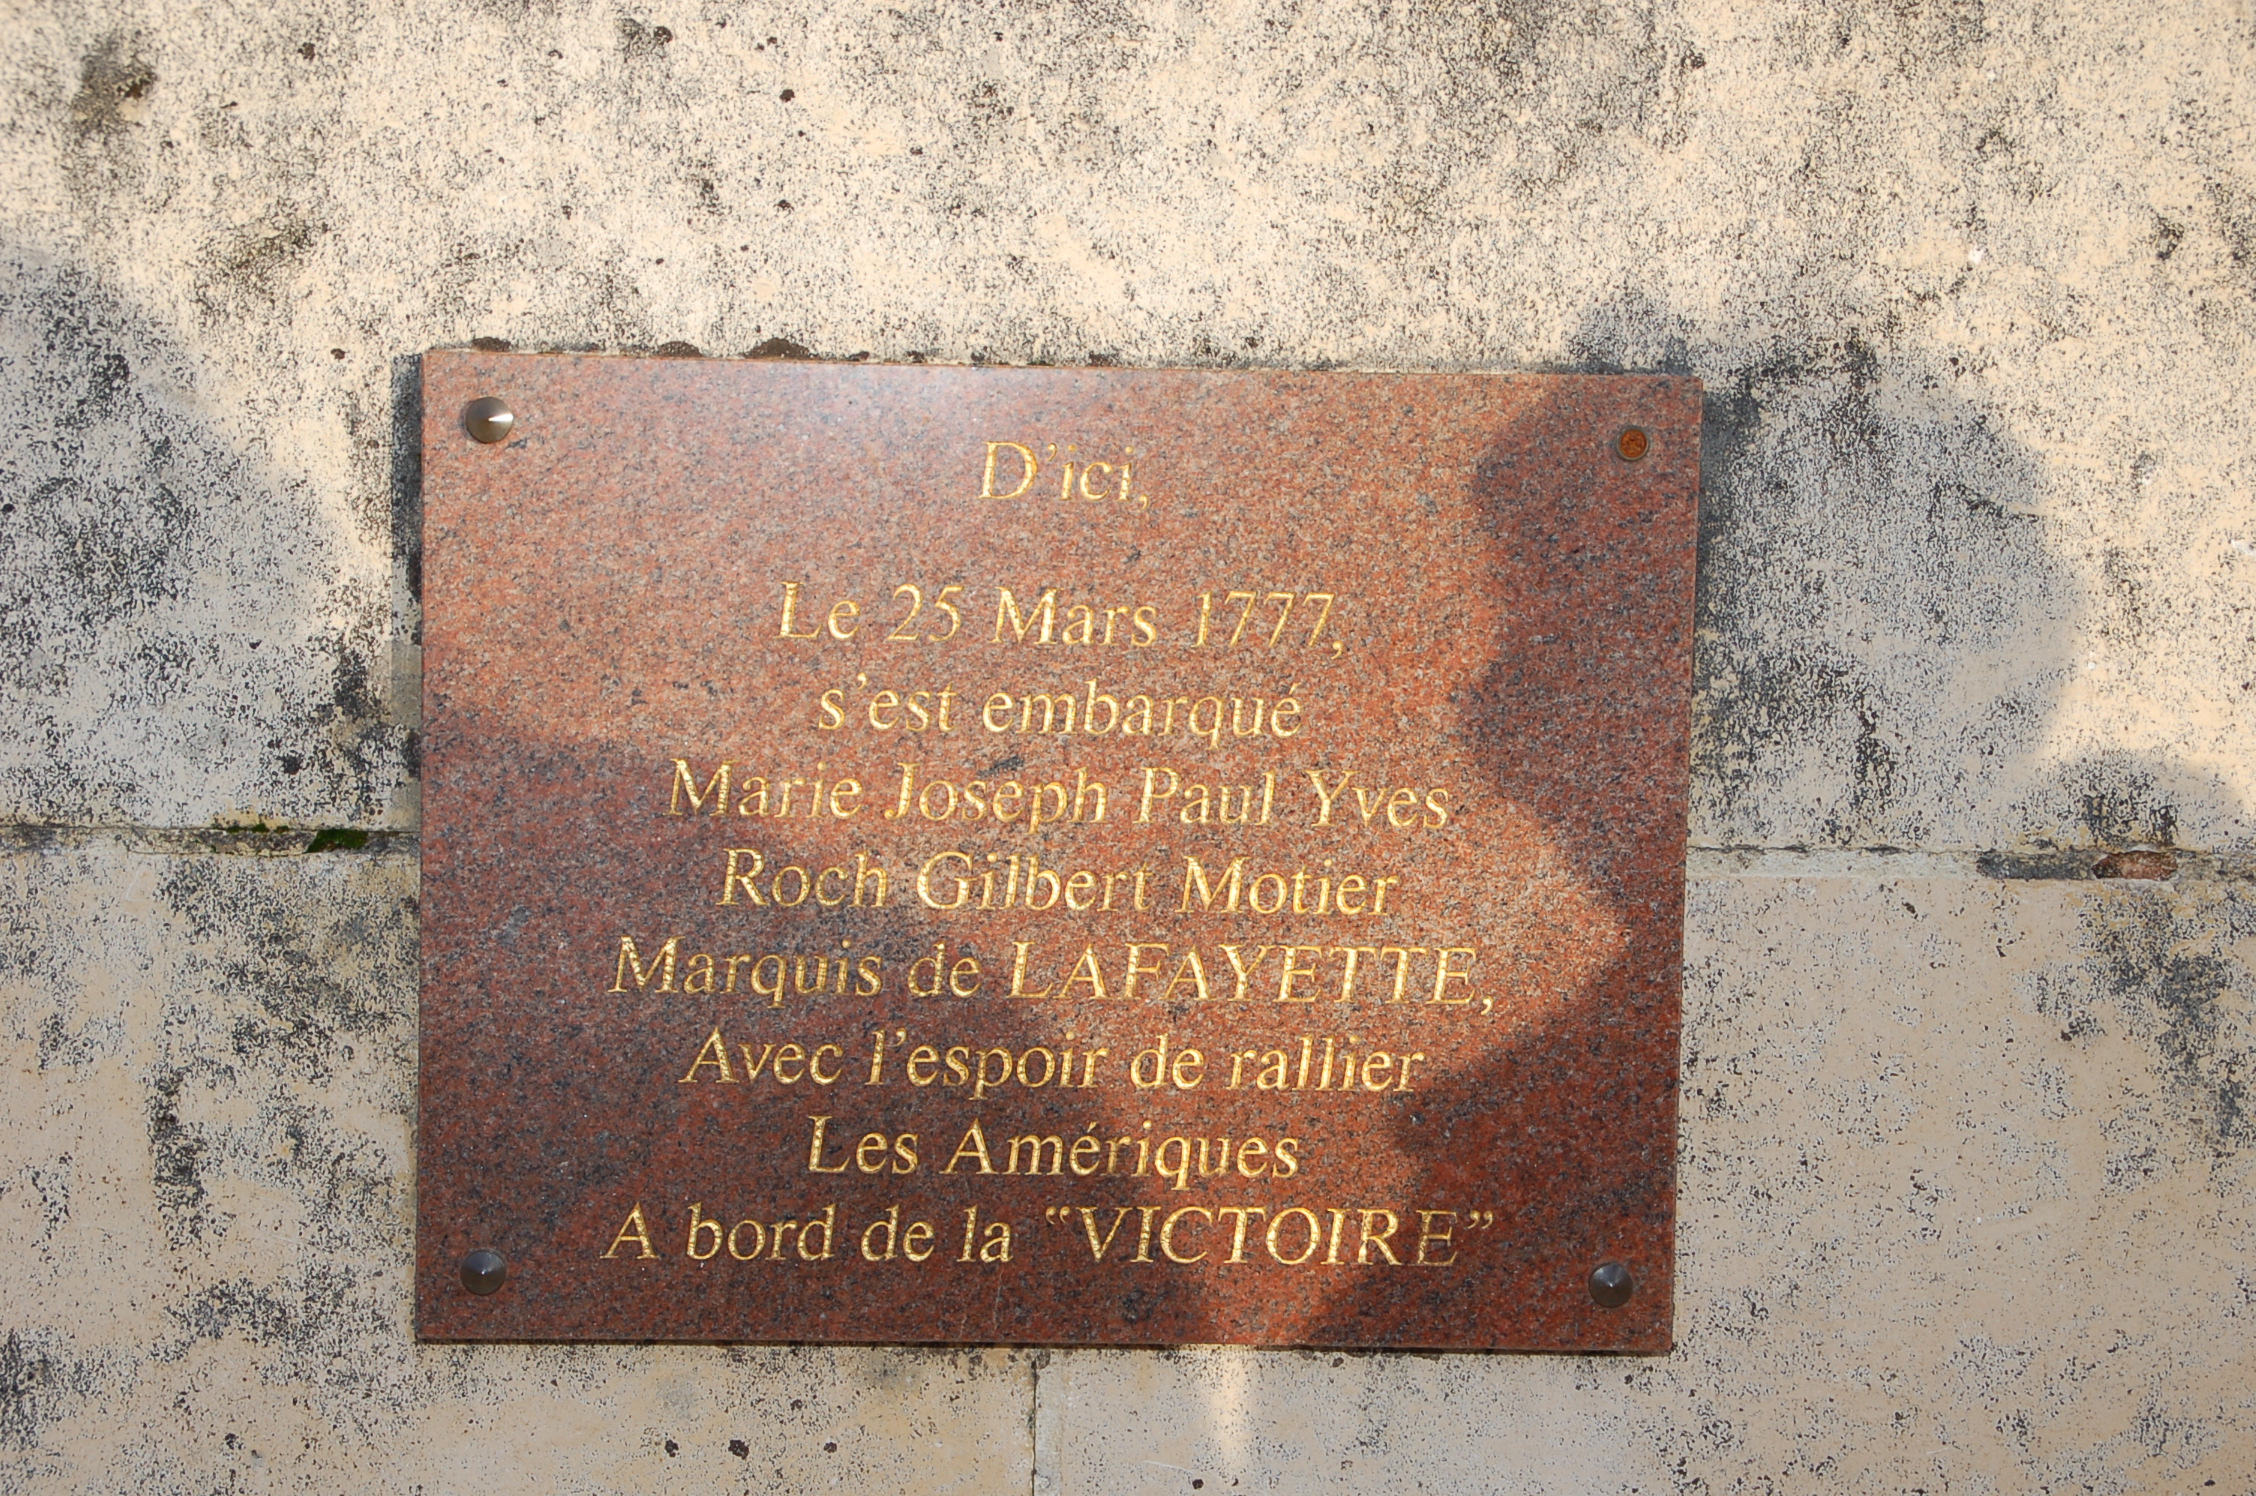 D'ici,
Le 25 Mars 1777,
s'est embarqué
Marie Joseph Paul Yves
Roch Gilbert Motier
Marquis de LAFAYETTE,
Avec l'espoir de rallier
Les Amériques
A bord de la “VICTOIRE”